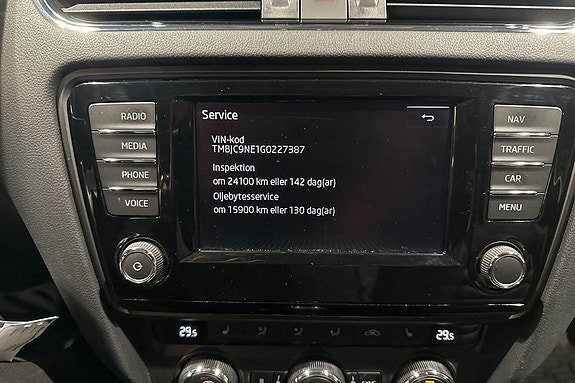 RADIO
MEDIA
PHONE
VOICE
Service
VIN-kod
TMBJC9NE1G0227387
Inspektion
om 24100 km eller 142 dag(ar)
Oljebytesservice
om 15900 km eller 130 dag(ar)
NAV
TRAFFIC
CAR
MENU
29.5
29.5